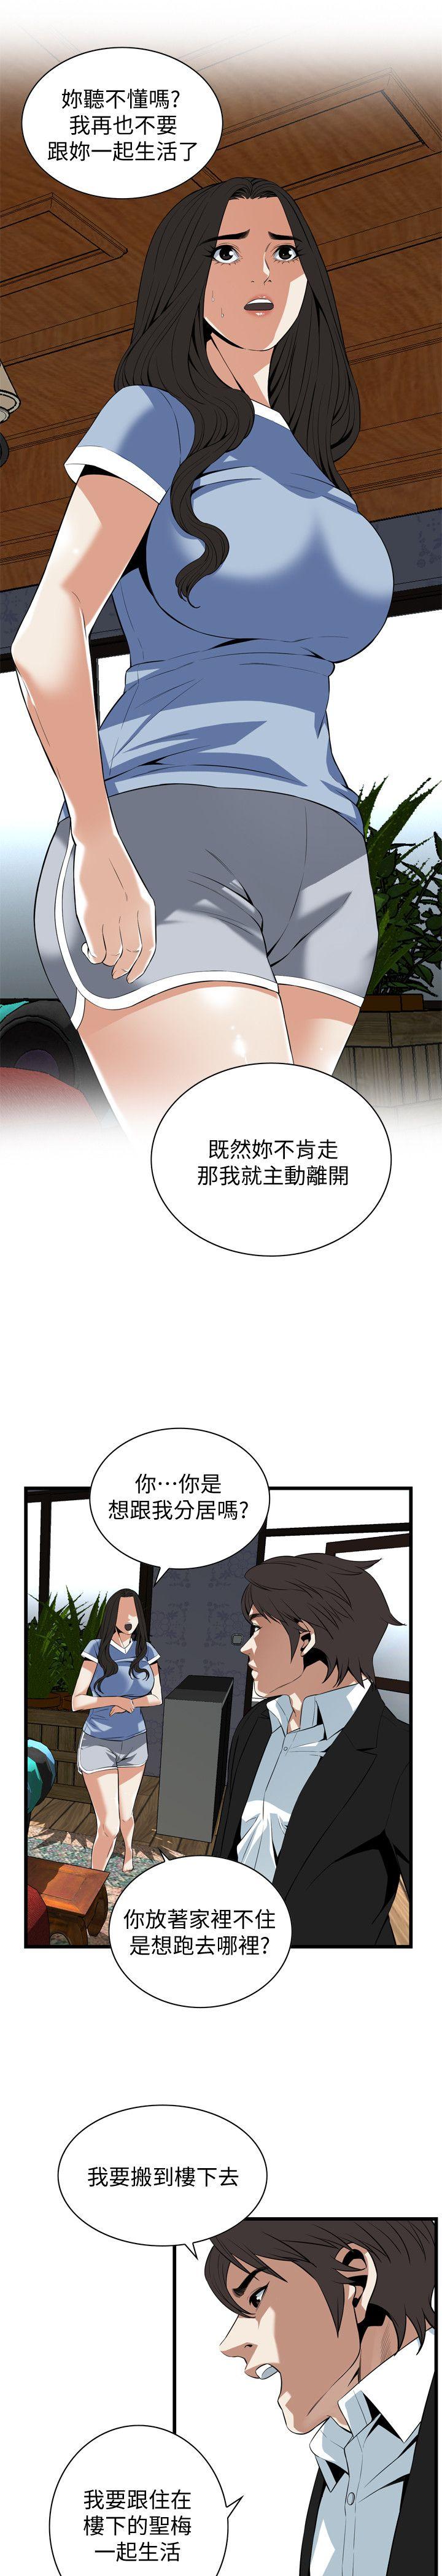 妳聽不懂嗎?
我再也不要
跟妳一起生活了
既然妳不肯走
那我就主動離開
你…你是
想跟我分居嗎?
你放著家裡不住
是想跑去哪裡?
我要搬到樓下去
我要跟住在
樓下的聖梅
一起生活